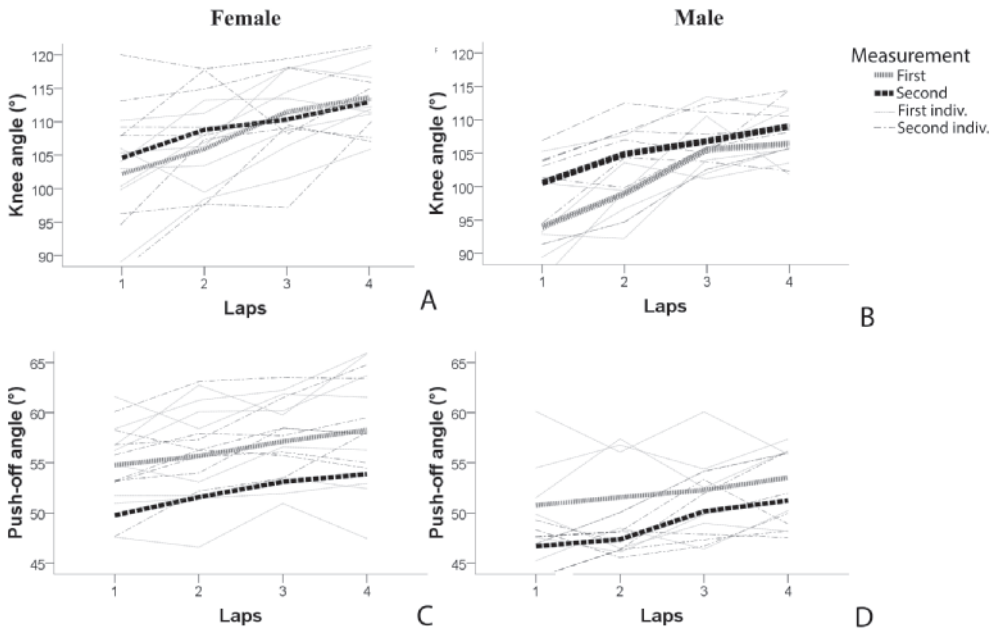 Female
Male
120
115
110
105
100
95
90
Knee angle (°)
1 2 3 4
Laps
A
120
115
110
105
100
95
90
Knee angle (°)
1 2 3 4
Laps
B
Measurement
First
Second
First indiv.
Second indiv.
65
60
55
50
45
Push-off angle (°)
1 2 3 4
Laps
C
65
60
55
50
45
Push-off angle (°)
1 2 3 4
Laps
D